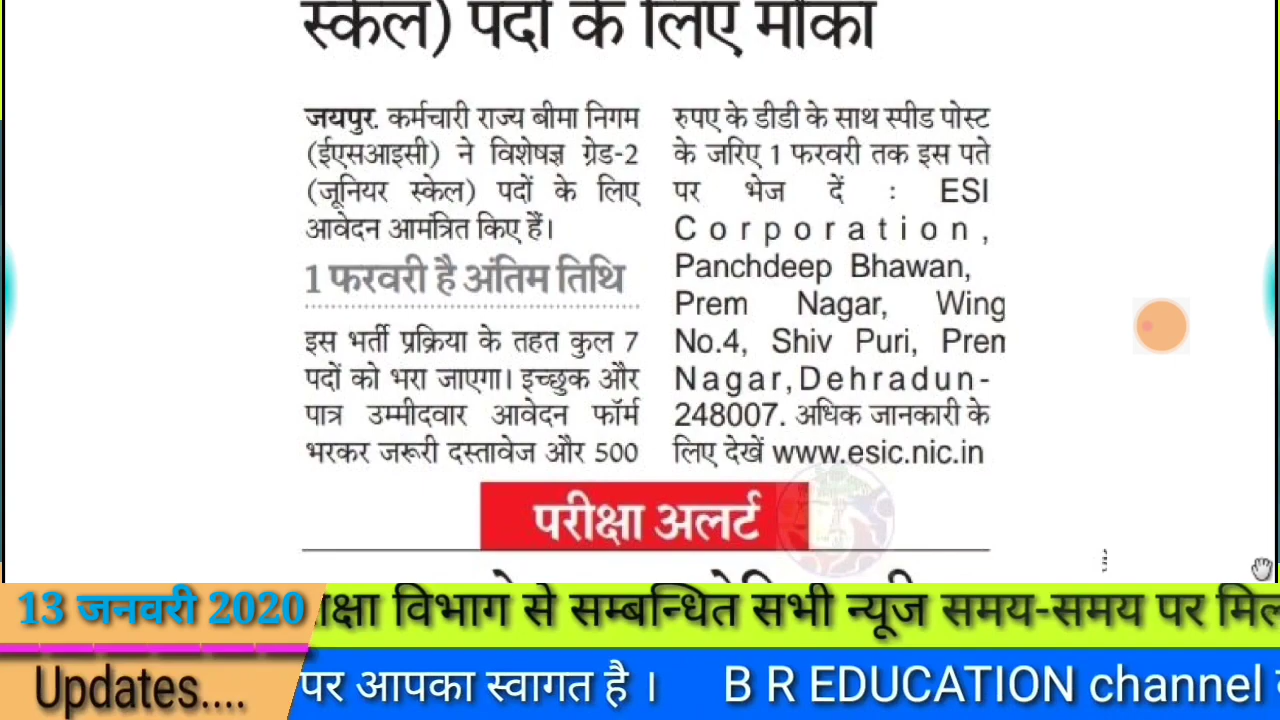 स्केल) पदों के लिए मौका
जयपुर. कर्मचारी राज्य बीमा निगम
(ईएसआइसी) ने विशेषज्ञ ग्रेड-2
(जूनियर स्केल) पदों के लिए
आवेदन आमंत्रित किए हैं।
1 फरवरी है अंतिम तिथि
इस भर्ती प्रक्रिया के तहत कुल 7
पदों को भरा जाएगा। इच्छुक और
पात्र उम्मीदवार आवेदन फॉर्म
भरकर जरूरी दस्तावेज और 500
रुपए के डीडी के साथ स्पीड पोस्ट
के जरिए 1 फरवरी तक इस पते
पर भेज दें : ESI
Corporation,
Panchdeep Bhawan,
Prem Nagar, Wing
No.4, Shiv Puri, Prem
Nagar,Dehradun-
248007. अधिक जानकारी के
लिए देखें www.esic.nic.in
परीक्षा अलर्ट
13 जनवरी 2020
विभाग से सम्बन्धित सभी न्यूज समय-समय पर
Updates....
पर आपका स्वागत है । B R EDUCATION channel